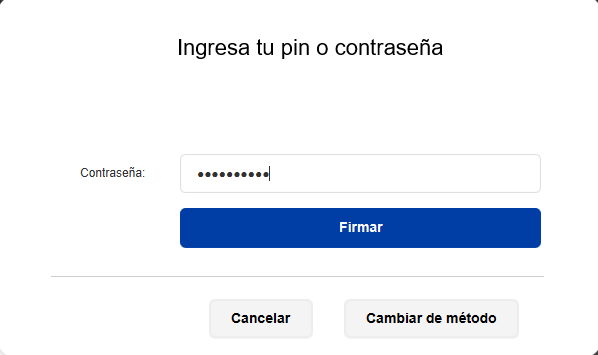 Ingresa tu pin o contraseña
Contraseña: ••••••••••
Firmar
Cancelar Cambiar de método